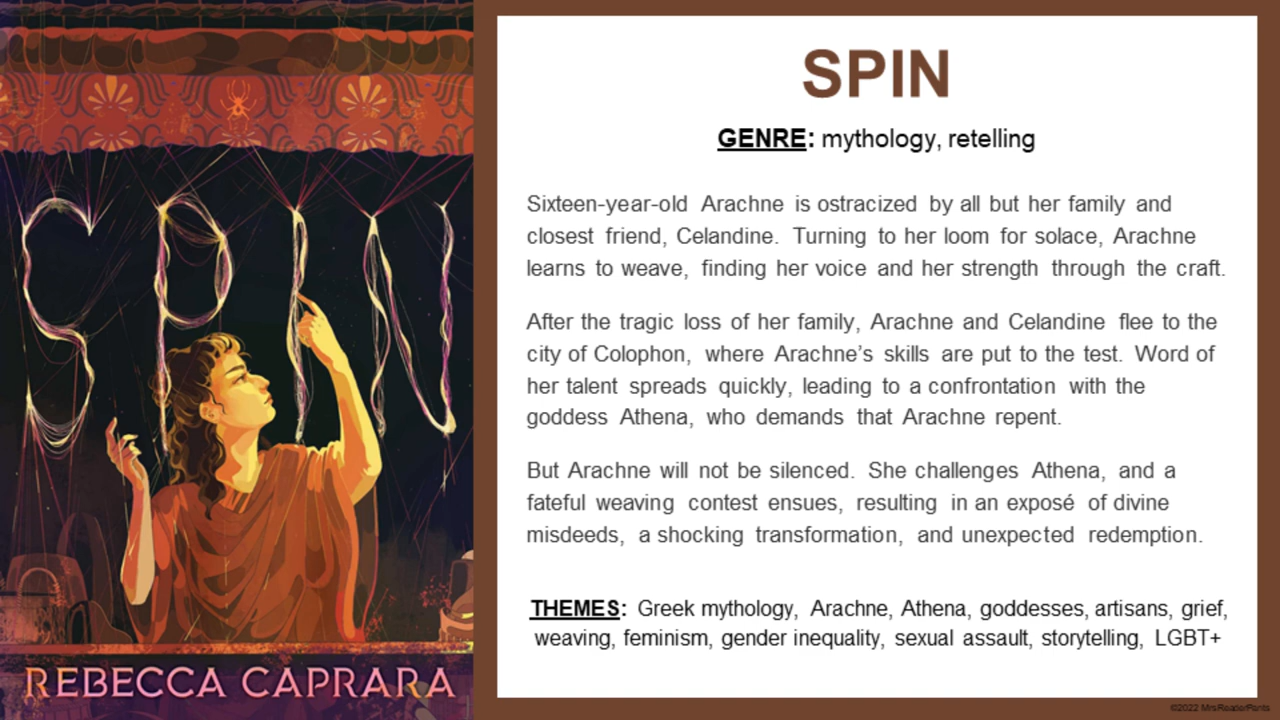 SPIN
REBECCA CAPRARA
SPIN
GENRE: mythology, retelling
Sixteen-year-old Arachne is ostracized by all but her family and
closest friend, Celandine. Turning to her loom for solace, Arachne
learns to weave, finding her voice and her strength through the craft.
After the tragic loss of her family, Arachne and Celandine flee to the
city of Colophon, where Arachne’s skills are put to the test. Word of
her talent spreads quickly, leading to a confrontation with the
goddess Athena, who demands that Arachne repent.
But Arachne will not be silenced. She challenges Athena, and a
fateful weaving contest ensues, resulting in an exposé of divine
misdeeds, a shocking transformation, and unexpected redemption.
THEMES: Greek mythology, Arachne, Athena, goddesses, artisans, grief,
weaving, feminism, gender inequality, sexual assault, storytelling, LGBT+
©2022 MrsReaderPants